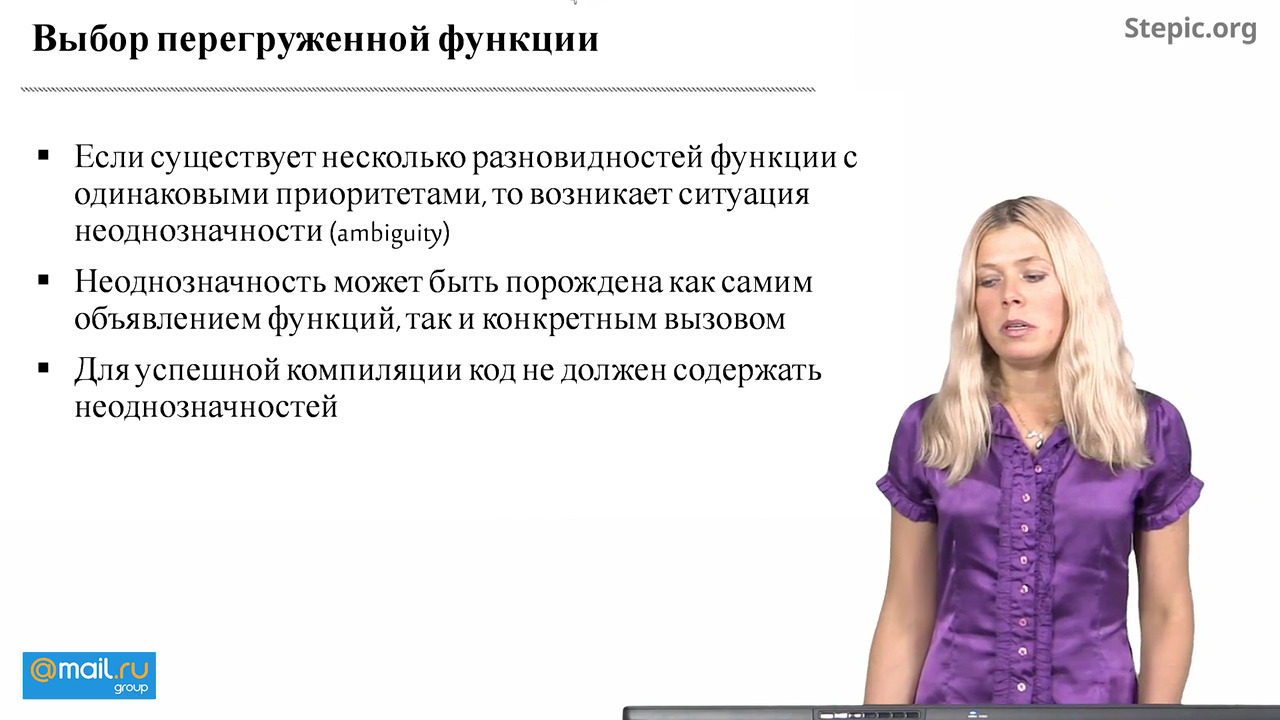 Выбор перегруженной функции
Stepic.org
▪ Если существует несколько разновидностей функции с
одинаковыми приоритетами, то возникает ситуация
неоднозначности (ambiguity)
▪ Неоднозначность может быть порождена как самим
объявлением функций, так и конкретным вызовом
▪ Для успешной компиляции код не должен содержать
неоднозначностей
@mail.ru
group